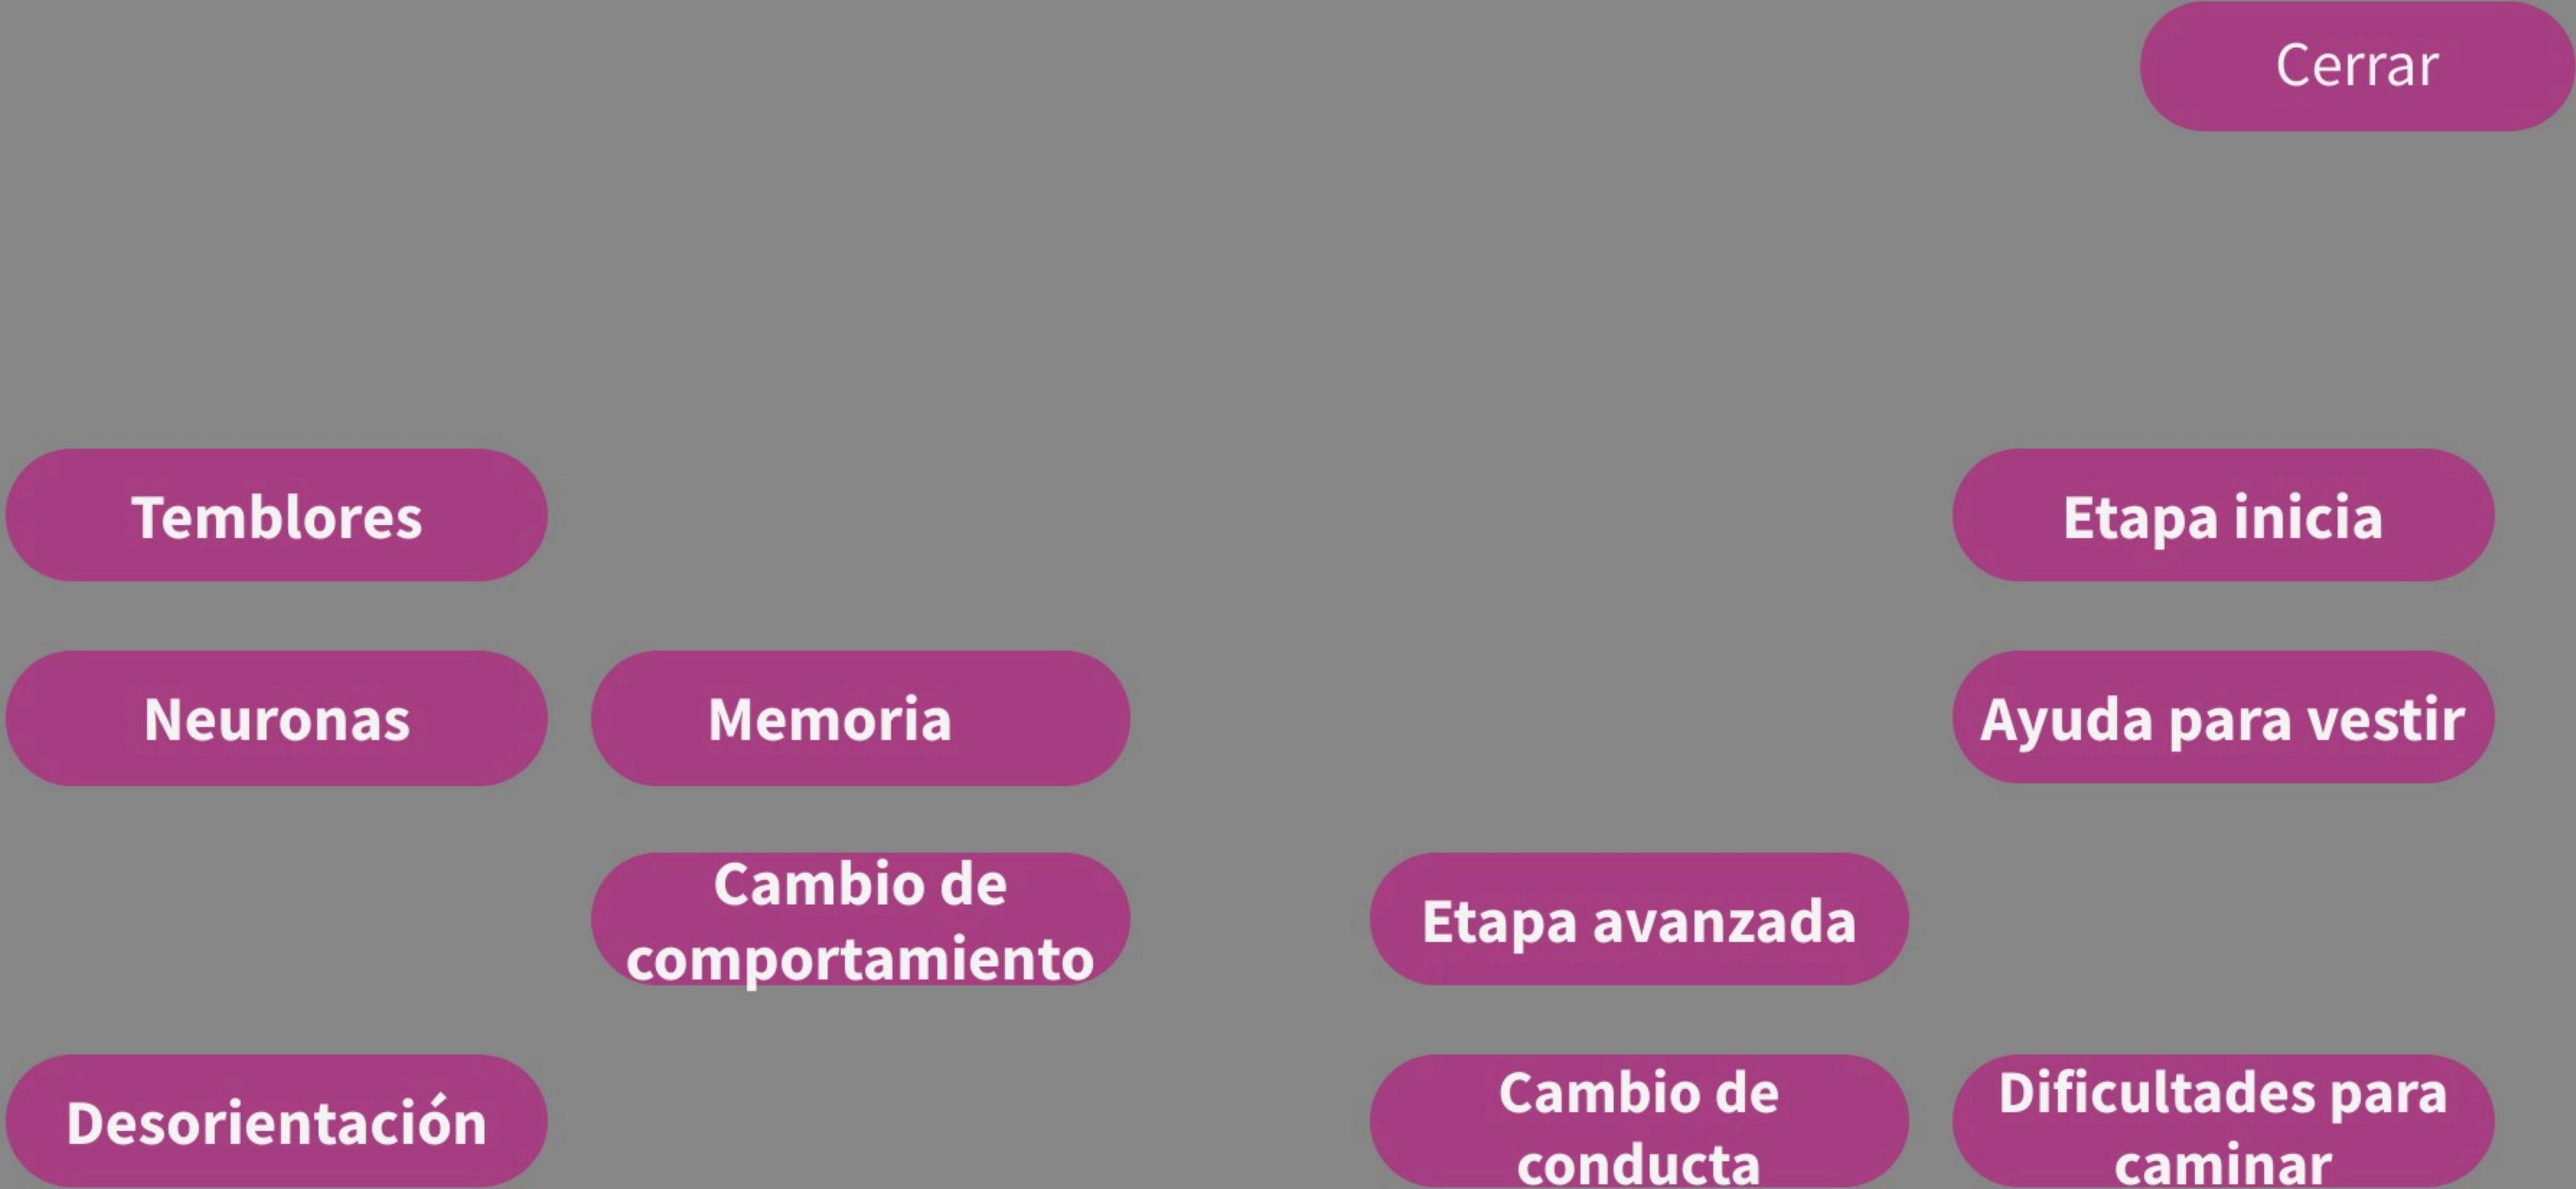 Cerrar
Temblores
Etapa inicia
Neuronas
Memoria
Ayuda para vestir
Cambio de
comportamiento
Etapa avanzada
Desorientación
Cambio de
conducta
Dificultades para
caminar